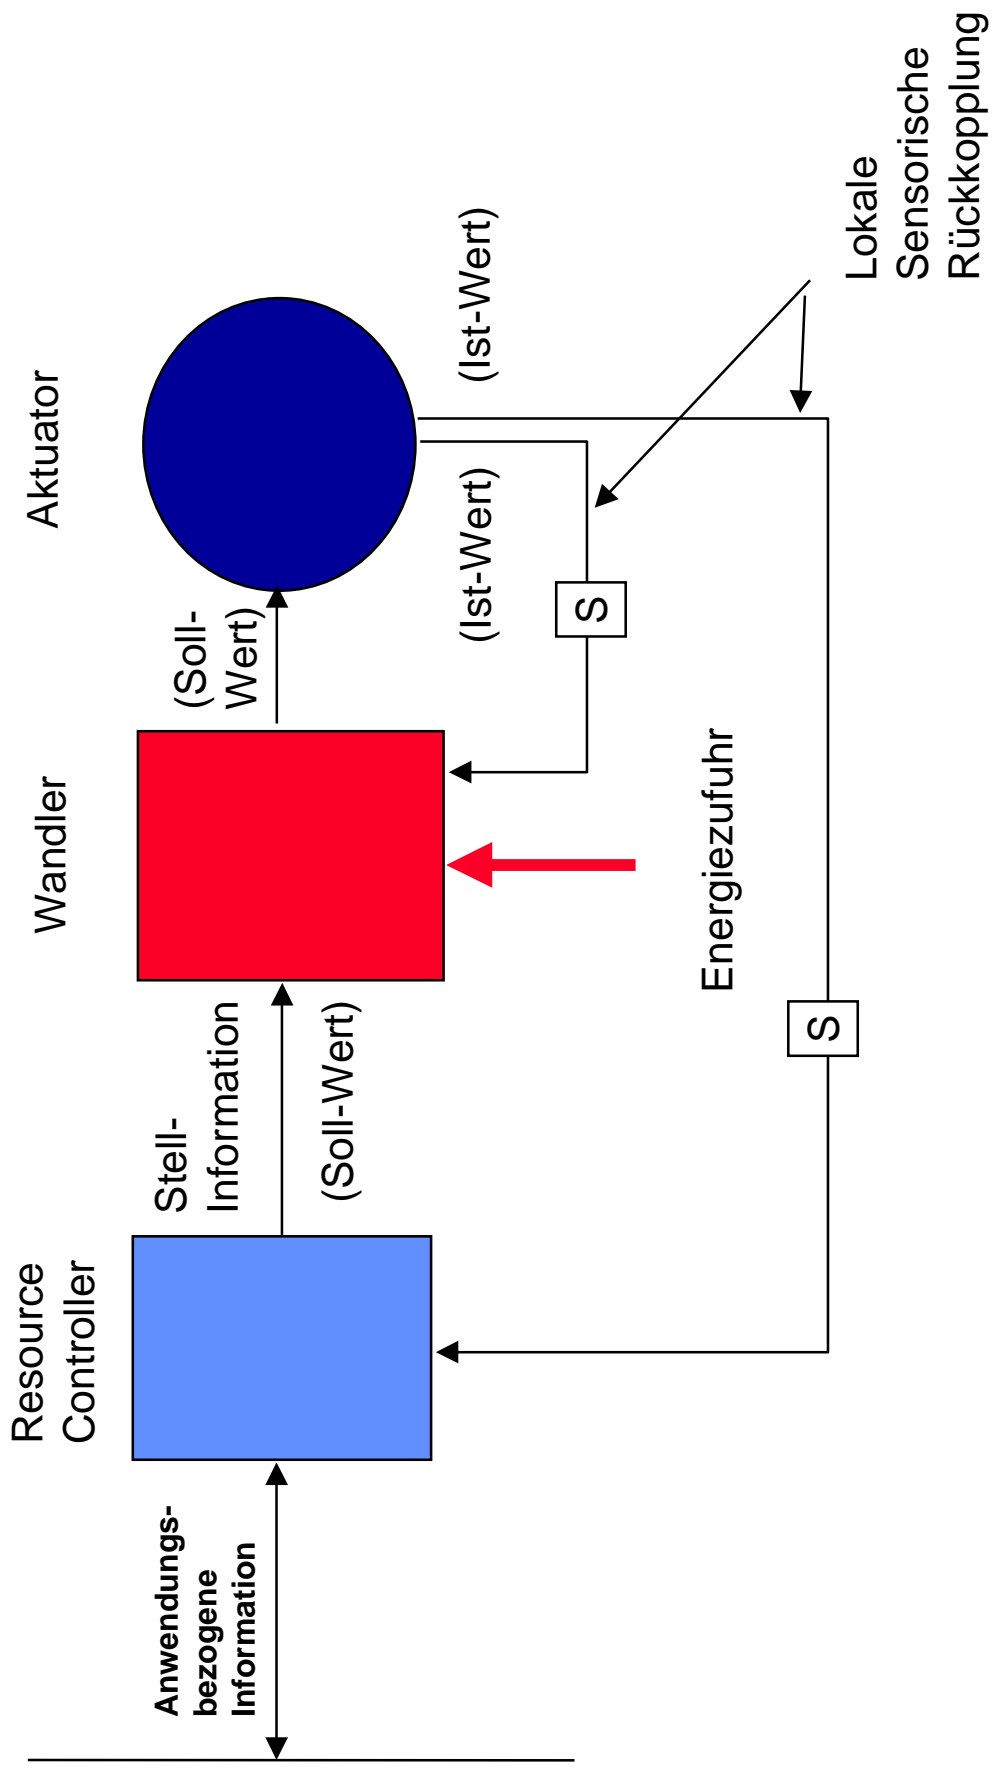 Resource
Controller
Wandler
Aktuator
Anwendungs-
bezogene
Information
Stell-
Information
(Soll-Wert)
(Soll-
Wert)
(Ist-Wert)
(Ist-Wert)
S
Energiezufuhr
S
Lokale
Sensorische
Rückkopplung